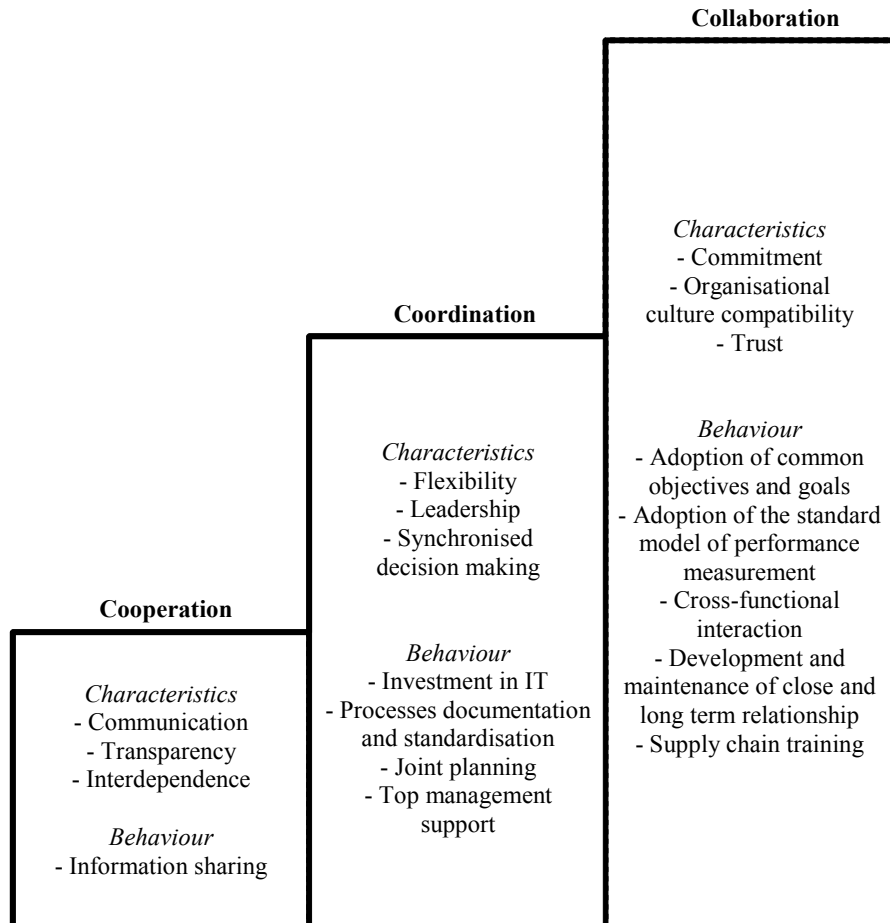 Collaboration
Characteristics
- Commitment
- Organisational
culture compatibility
- Trust
Behaviour
- Adoption of common
objectives and goals
- Adoption of the standard
model of performance
measurement
- Cross-functional
interaction
- Development and
maintenance of close and
long term relationship
- Supply chain training
Coordination
Characteristics
- Flexibility
- Leadership
- Synchronised
decision making
Behaviour
- Investment in IT
- Processes documentation
and standardisation
- Joint planning
- Top management
support
Cooperation
Characteristics
- Communication
- Transparency
- Interdependence
Behaviour
- Information sharing